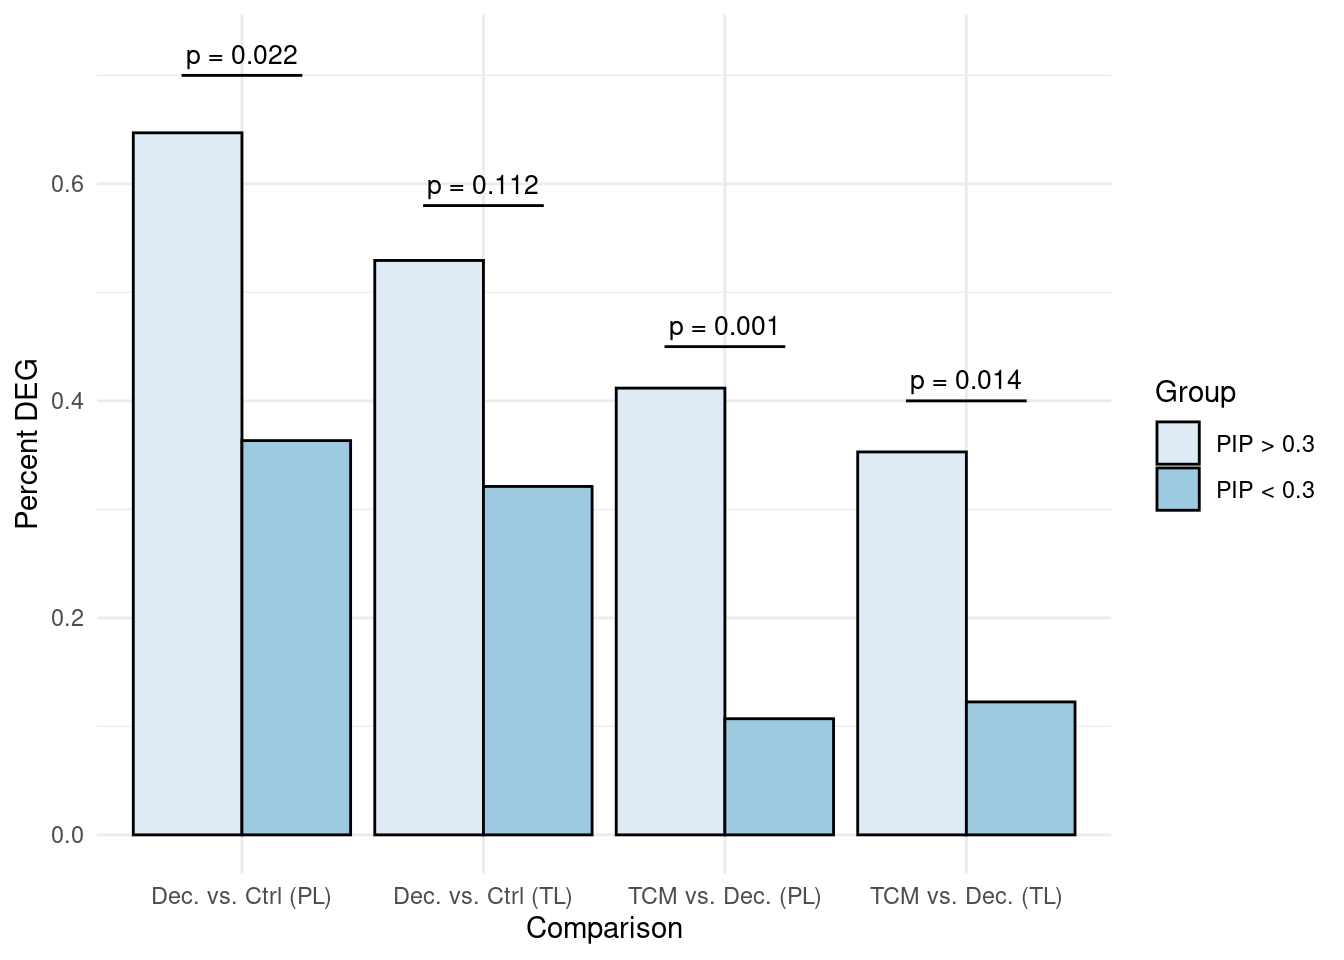 p = 0.022
p = 0.112
p = 0.001
p = 0.014
0.6
0.4
0.2
0.0
Percent DEG
Dec. vs. Ctrl (PL)
Dec. vs. Ctrl (TL)
TCM vs. Dec. (PL)
TCM vs. Dec. (TL)
Comparison
Group
PIP > 0.3
PIP < 0.3